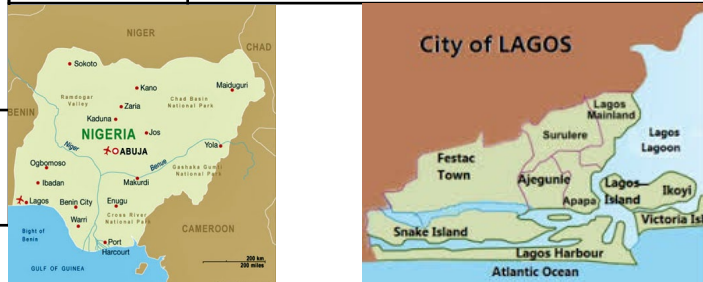 NIGER
CHAD
Sokoto
Kano
Maiduguri
Ramdogar
Valley
Chad Basin
National Park
Zaria
Kaduna
BENIN
NIGERIA
Jos
Niger
ABUJA
Yola
Ogbomoso
Benue
Gashaka Gumti
National Park
Ibadan
Makurdi
Lagos
Benin City
Enugu
Cross River
National Park
Warri
CAMEROON
Bight of
Benin
Port
Harcourt
GULF OF GUINEA
200 km
200 miles
City of LAGOS
Lagos
Mainland
Surulere
Lagos
Lagoon
Festac
Town
Ajegunle
Lagos
Island
Ikoyi
Apapa
Victoria Isl
Snake Island
Lagos Harbour
Atlantic Ocean